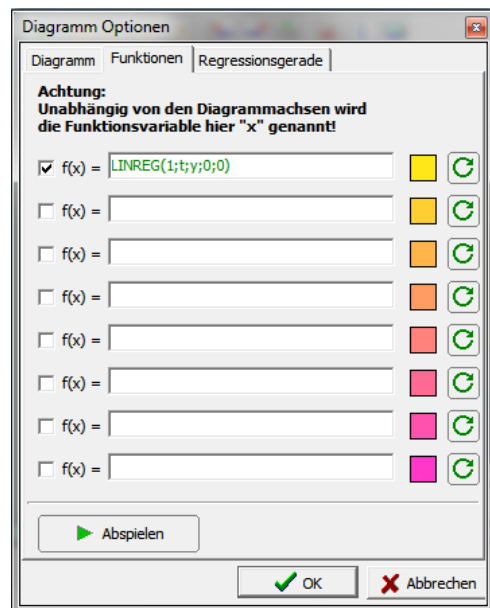 Diagramm Optionen
Diagramm Funktionen Regressionsgerade
Achtung:
Unabhängig von den Diagrammachsen wird
die Funktionsvariable hier "x" genannt!
f(x) = LINREG(1;t;y;0;0)
f(x) =
f(x) =
f(x) =
f(x) =
f(x) =
f(x) =
f(x) =
Abspielen
OK Abbrechen